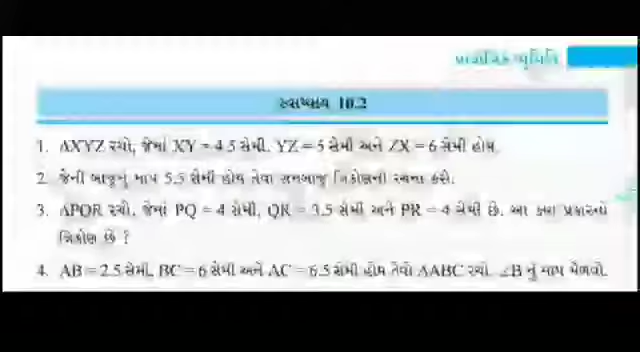 પ્રાયોગિક ભૂમિતિ
સ્વાધ્યાય 10.2
1. ΔXYZ રચો, જેમાં XY = 4.5 સેમી, YZ = 5 સેમી અને ZX = 6 સેમી હોય.
2. જેની બાજુનું માપ 5.5 સેમી હોય તેવા સમબાજુ ત્રિકોણની રચના કરો.
3. ΔPQR રચો, જેમાં PQ = 4 સેમી, QR = 3.5 સેમી અને PR = 4 સેમી છે. આ કયા પ્રકારનો
ત્રિકોણ છે ?
4. AB = 2.5 સેમી, BC = 6 સેમી અને AC = 6.5 સેમી હોય તેવો ΔABC રચો. ∠B નું માપ મેળવો.